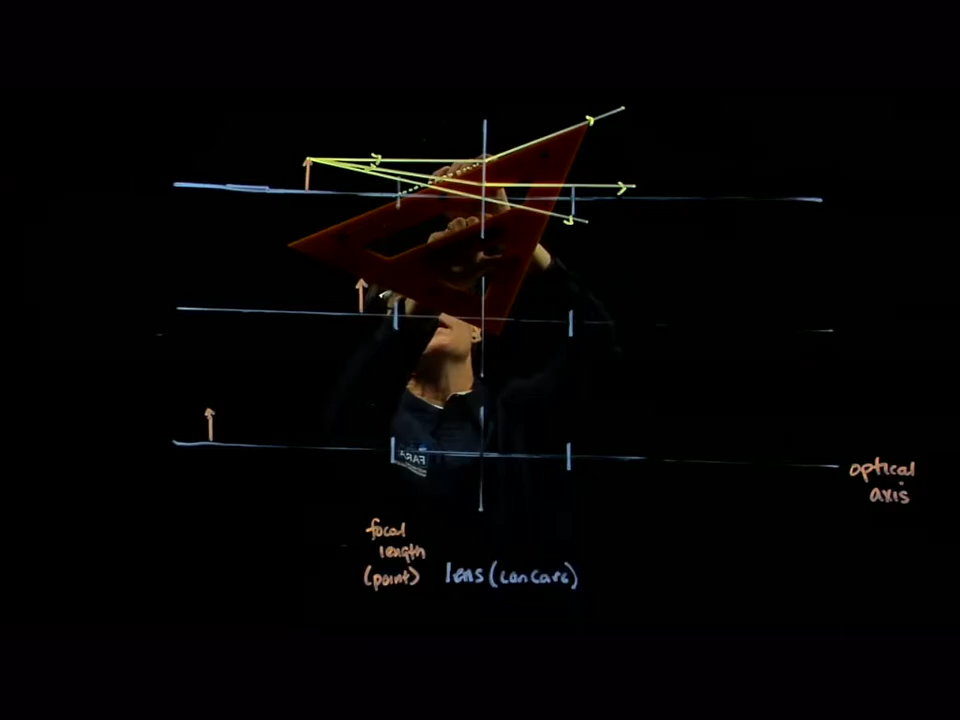 optical
axis
focal
length
(point)
lens (concave)